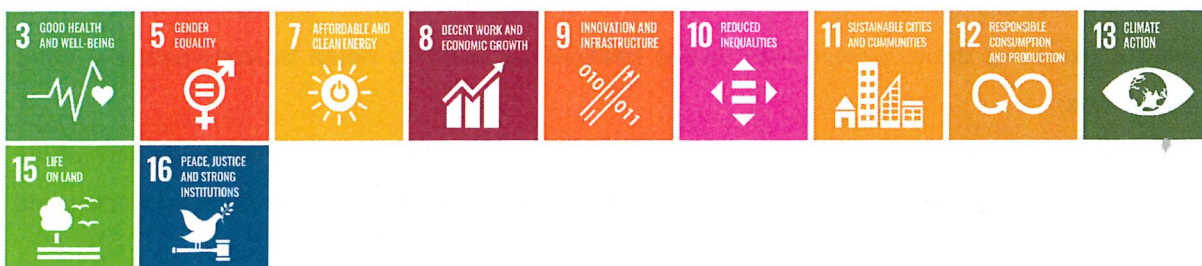 3 GOOD HEALTH
AND WELL-BEING
5 GENDER
EQUALITY
7 AFFORDABLE AND
CLEAN ENERGY
8 DECENT WORK AND
ECONOMIC GROWTH
9 INNOVATION AND
INFRASTRUCTURE
010
011
10 REDUCED
INEQUALITIES
11 SUSTAINABLE CITIES
AND COMMUNITIES
12 RESPONSIBLE
CONSUMPTION
AND PRODUCTION
13 CLIMATE
ACTION
15 LIFE
ON LAND
16 PEACE, JUSTICE
AND STRONG
INSTITUTIONS